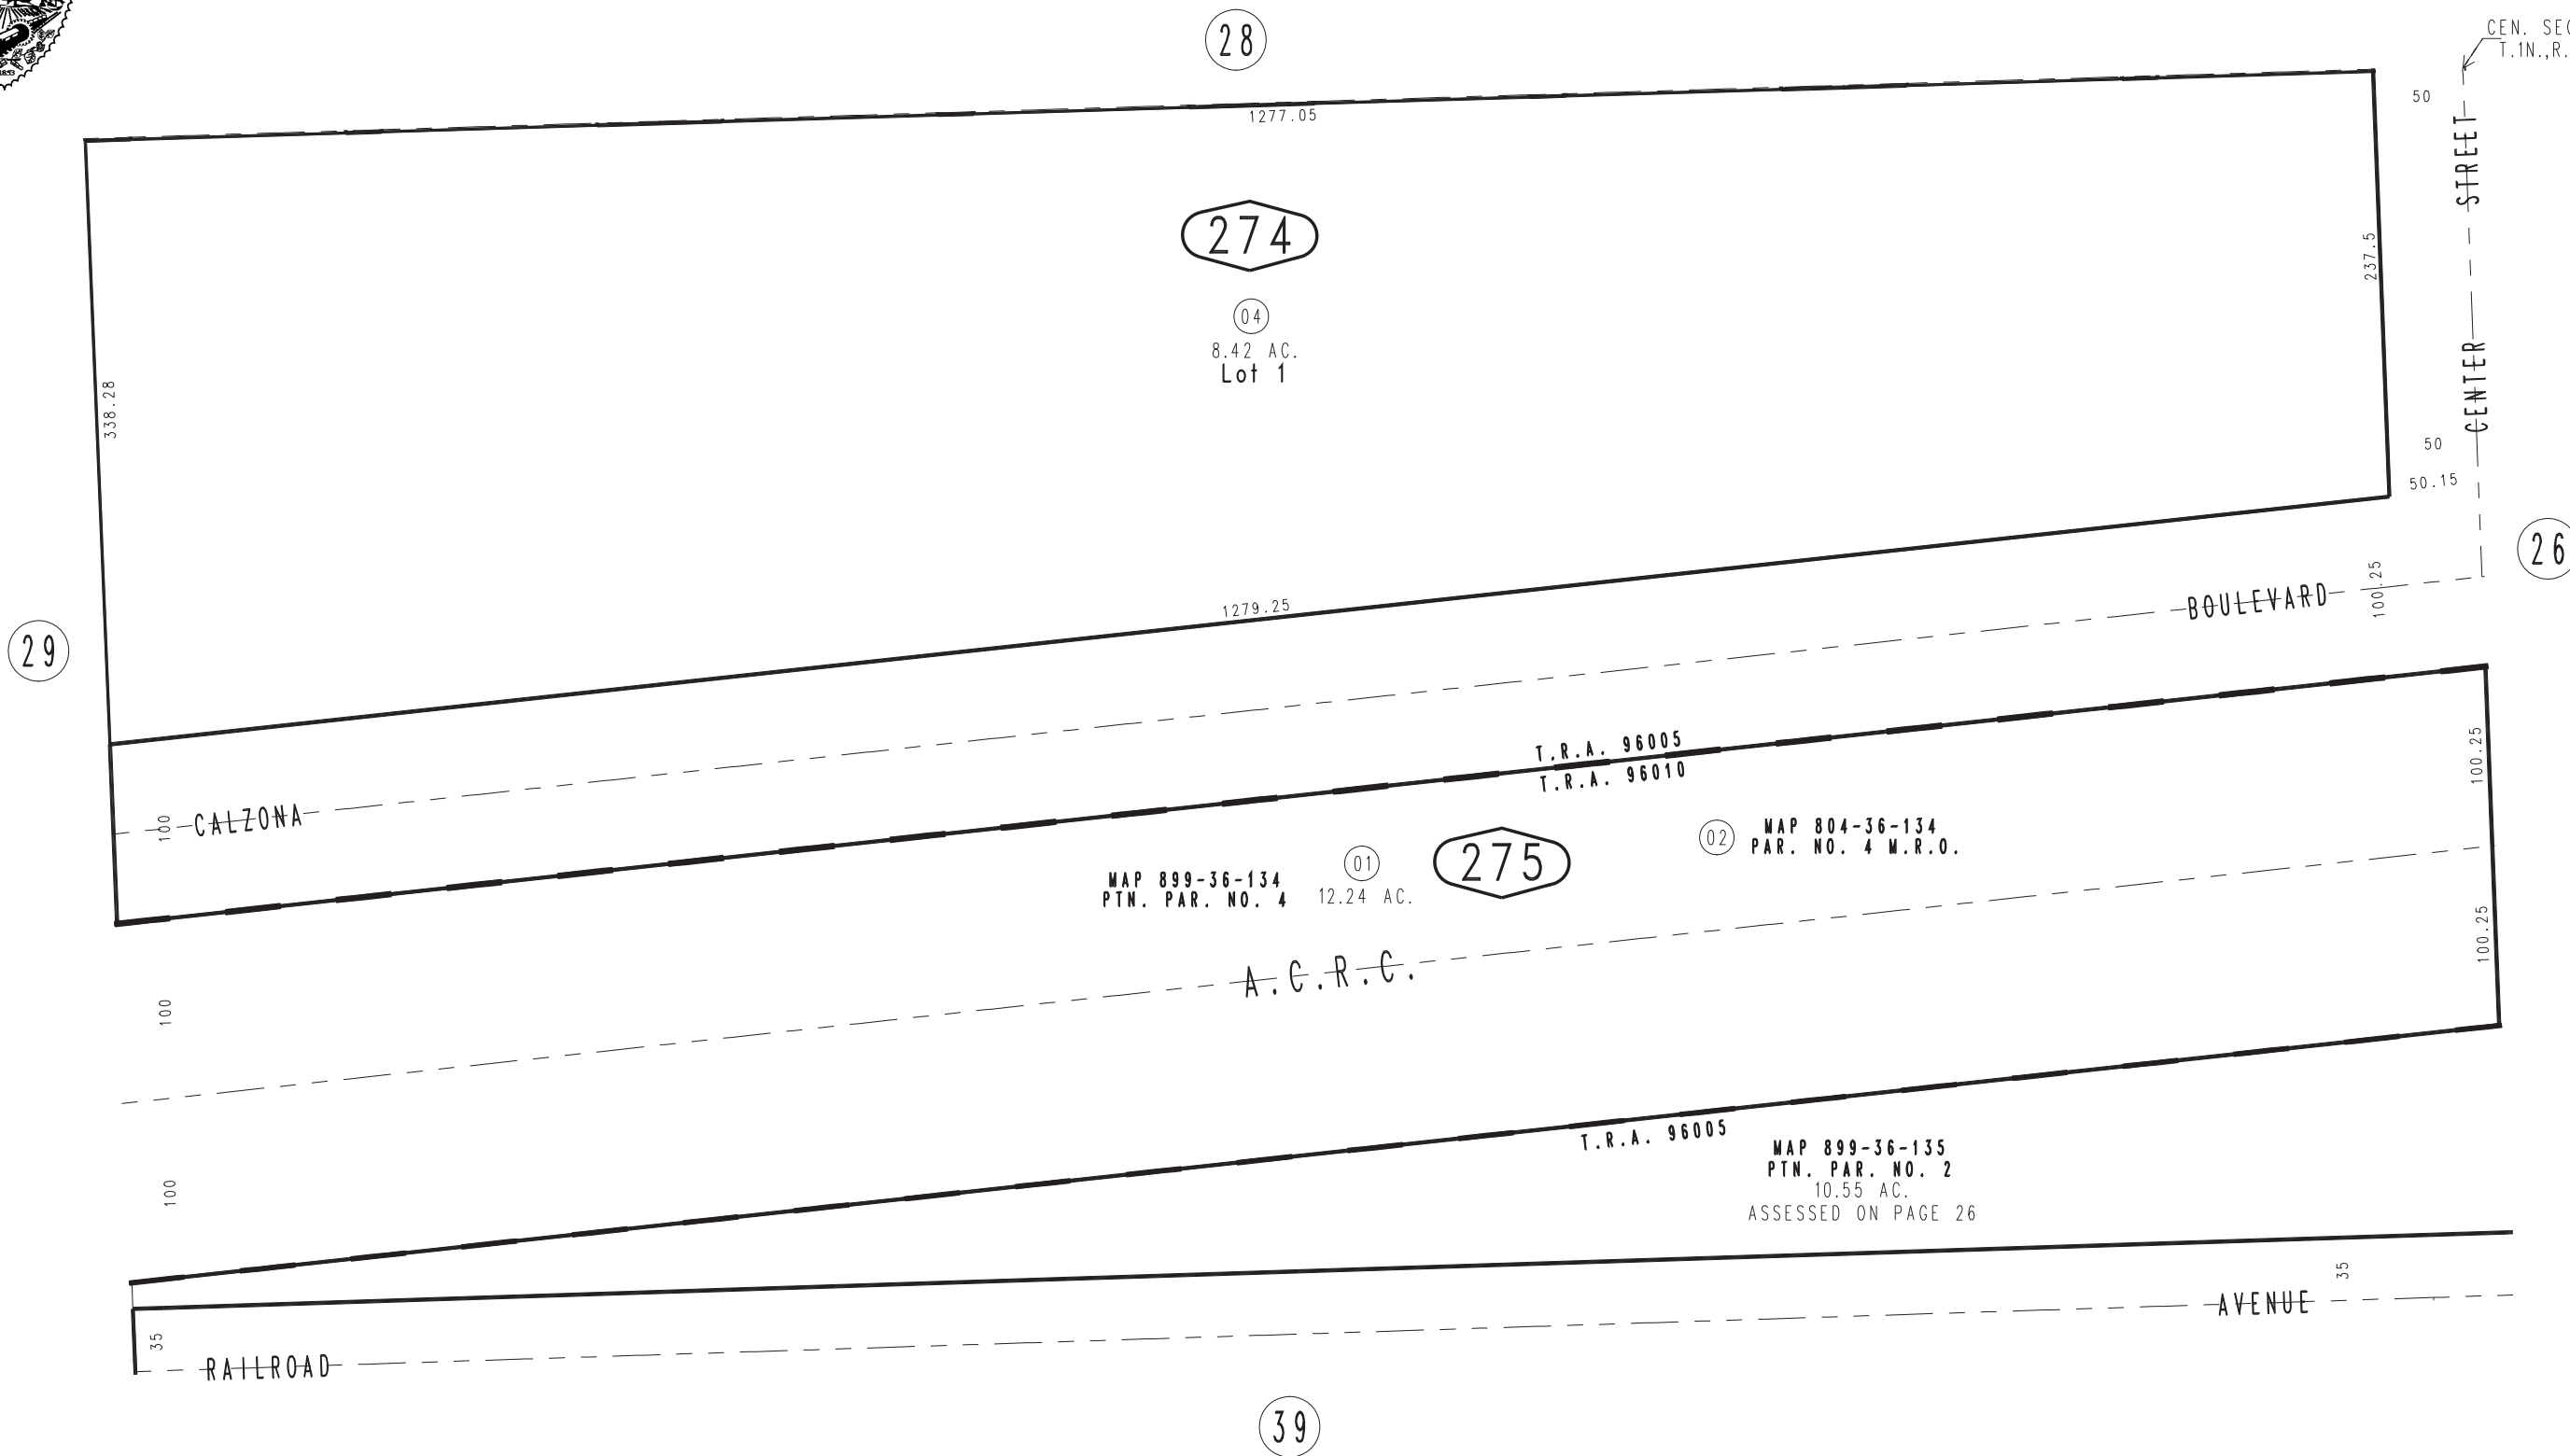 28
CEN. SE
T.1N.,R.
50
1277.05
STREET
274
237.5
04
8.42 AC.
Lot 1
338.28
CENTER
50
50.15
26
100.25
BOULEVARD
1279.25
29
T.R.A. 96005
T.R.A. 96010
100.25
CALZONA
100
02
MAP 804-36-134
PAR. NO. 4 M.R.O.
01
275
12.24 AC.
MAP 899-36-134
PTN. PAR. NO. 4
100.25
A.C.R.C.
100
T.R.A. 96005
MAP 899-36-135
PTN. PAR. NO. 2
10.55 AC.
ASSESSED ON PAGE 26
100
35
AVENUE
35
RAILROAD
39